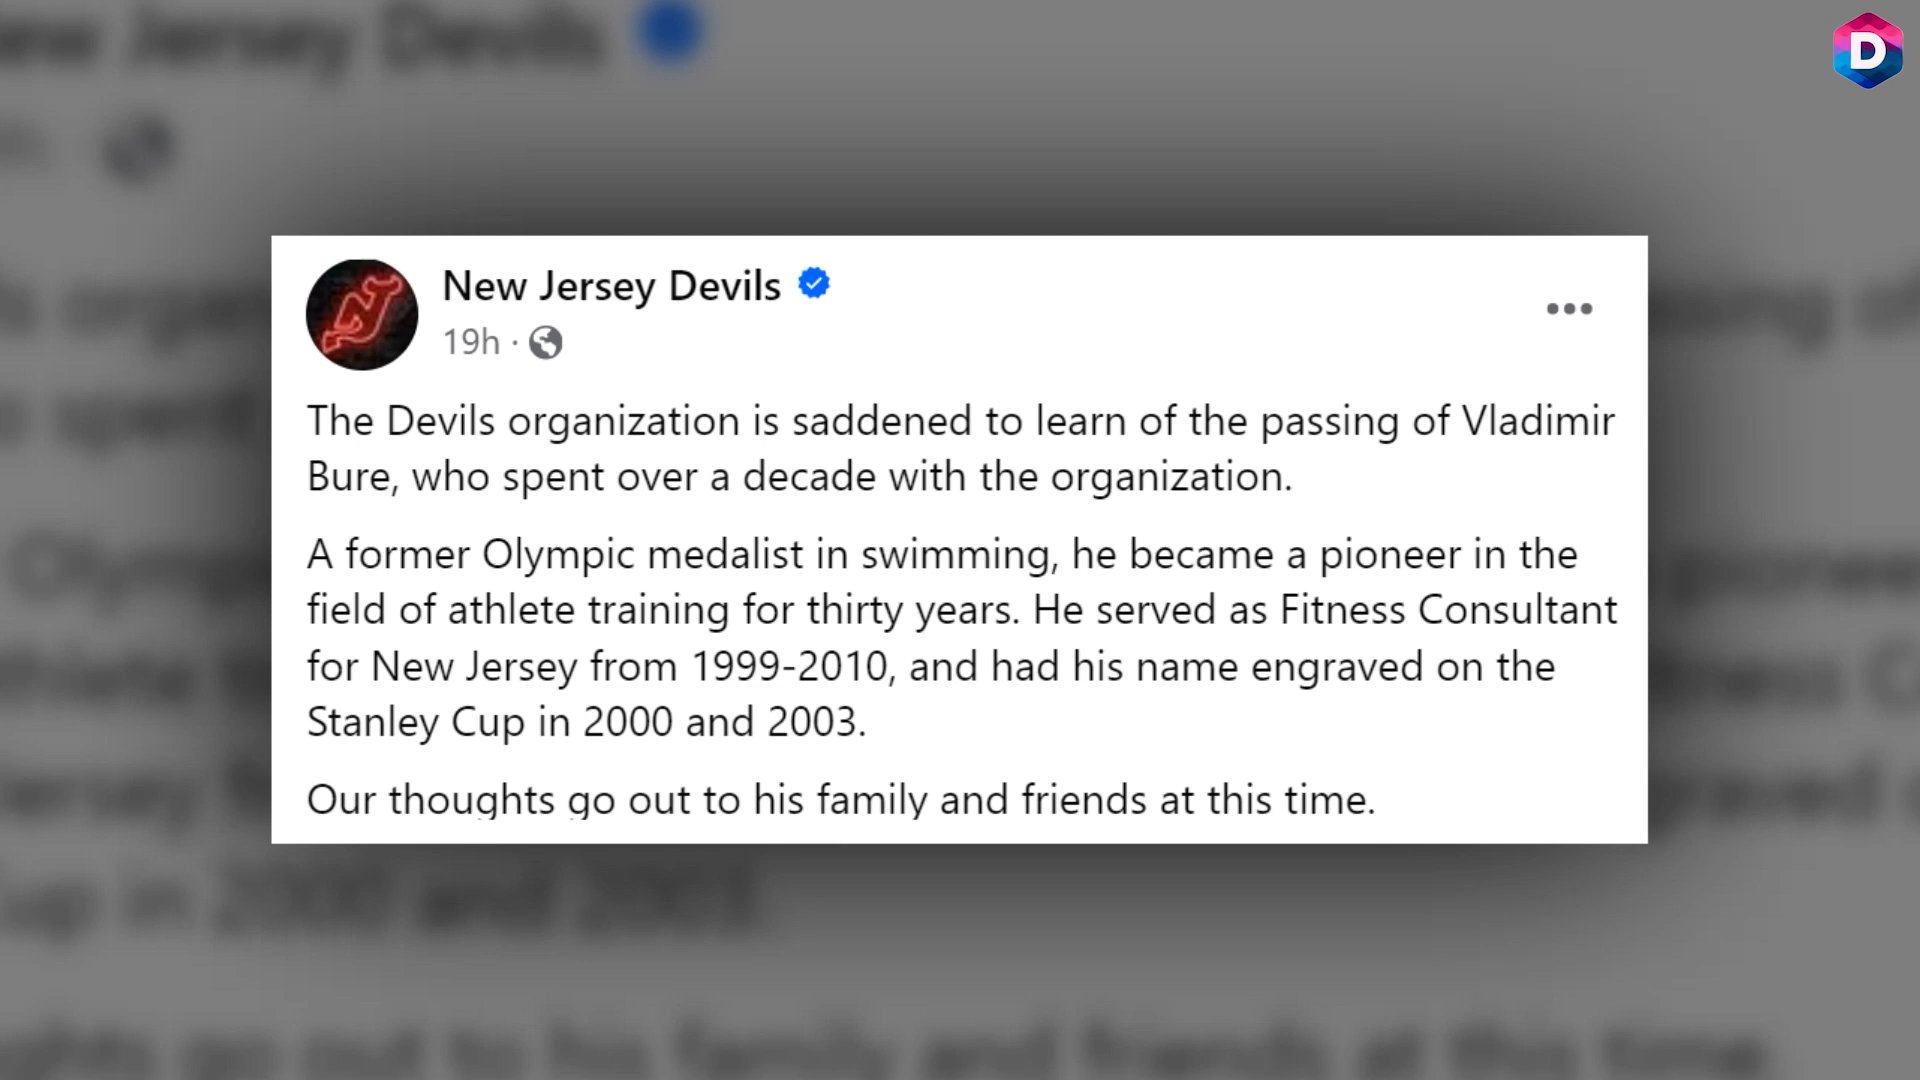 D
New Jersey Devils
19h ·
The Devils organization is saddened to learn of the passing of Vladimir
Bure, who spent over a decade with the organization.
A former Olympic medalist in swimming, he became a pioneer in the
field of athlete training for thirty years. He served as Fitness Consultant
for New Jersey from 1999-2010, and had his name engraved on the
Stanley Cup in 2000 and 2003.
Our thoughts go out to his family and friends at this time.